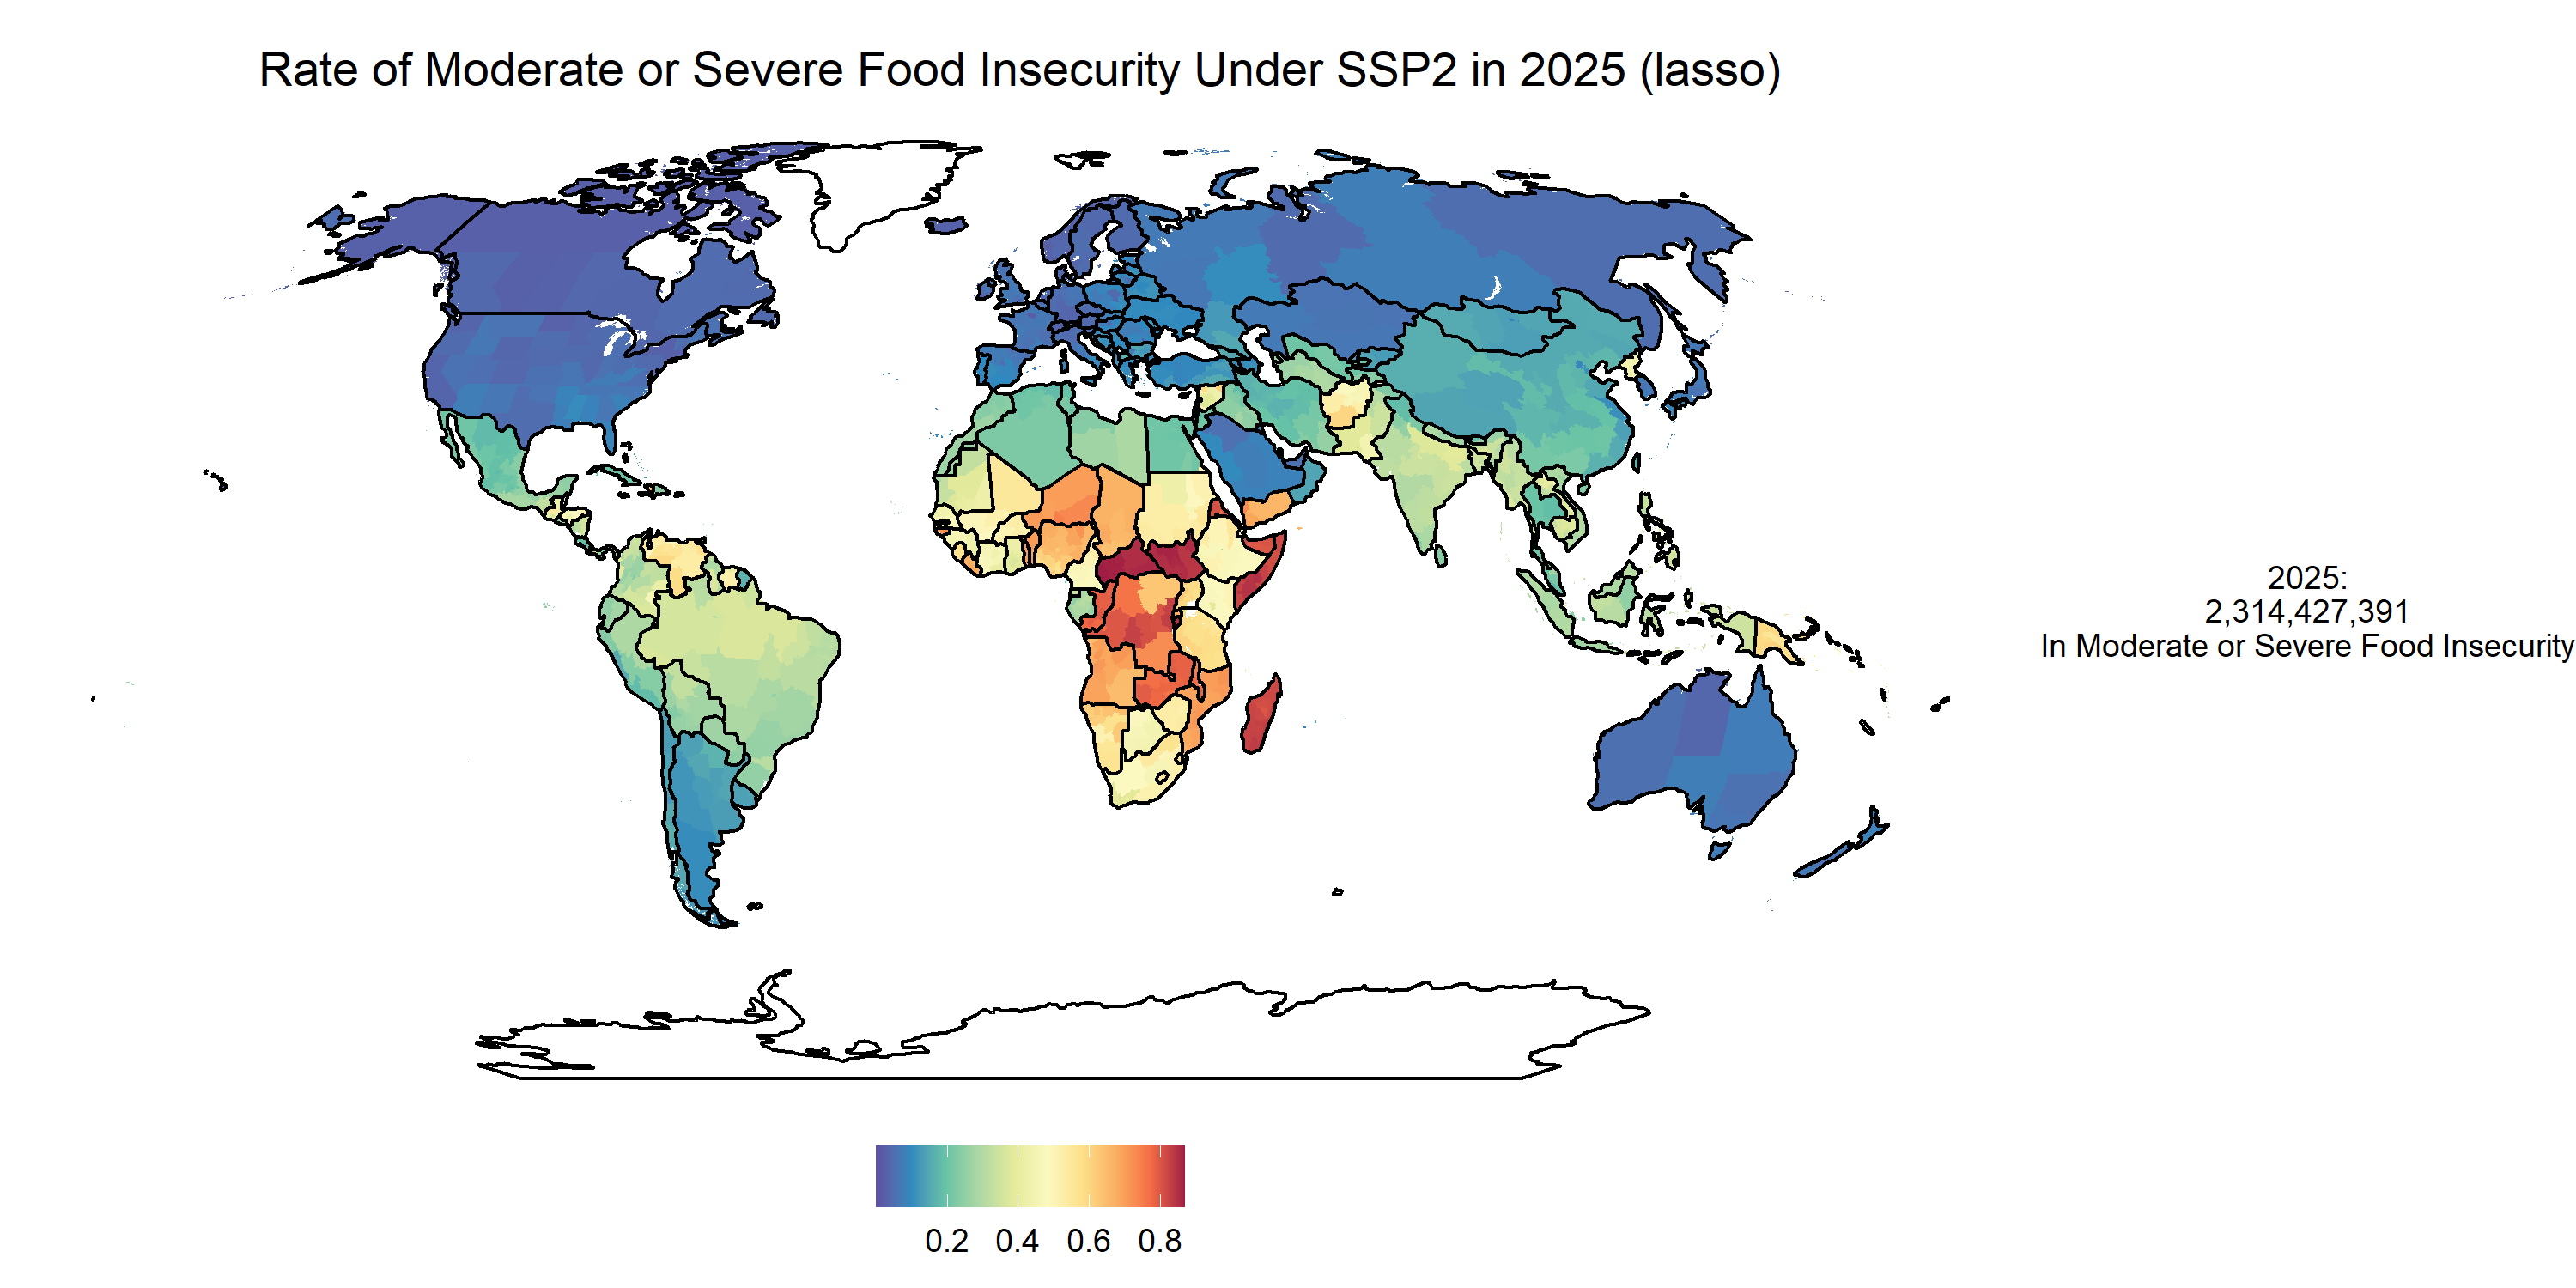 Rate of Moderate or Severe Food Insecurity Under SSP2 in 2025 (lasso)
2025:
2,314,427,391
In Moderate or Severe Food Insecurity
0.2 0.4 0.6 0.8